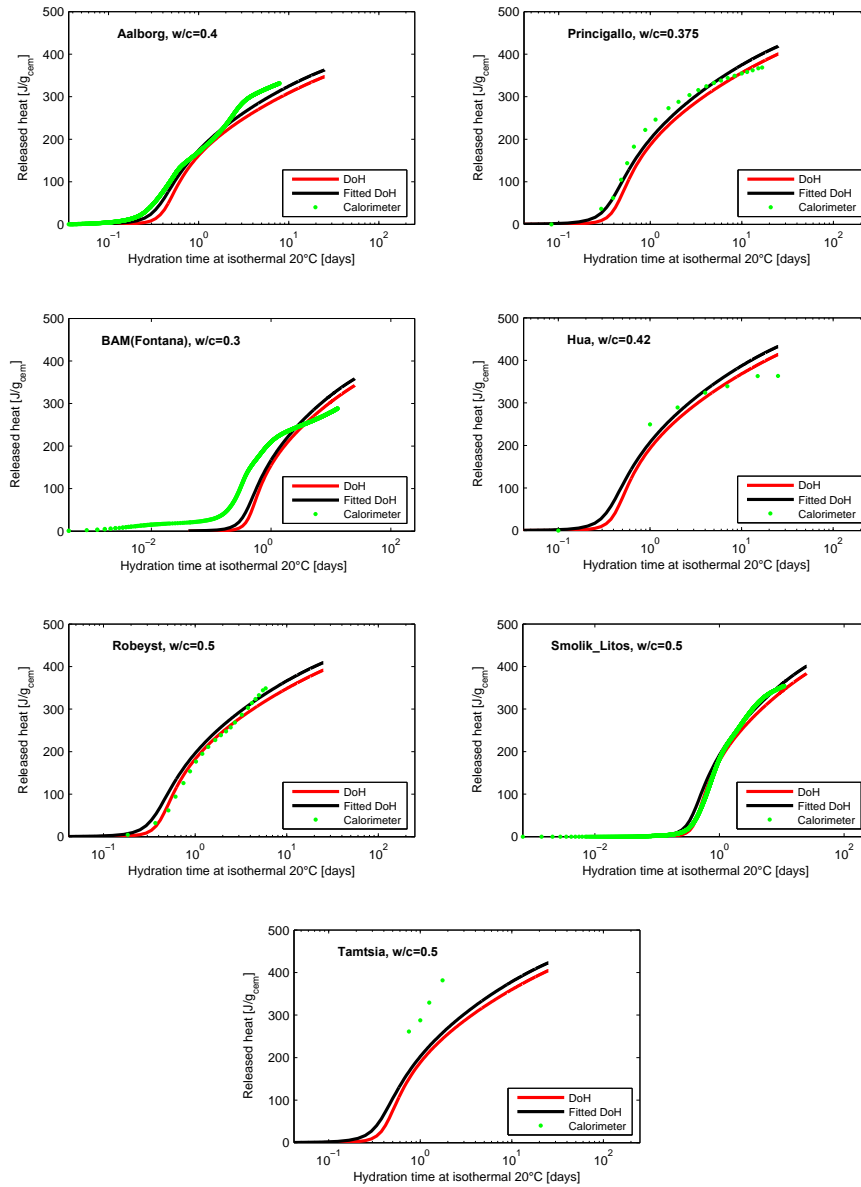 Aalborg, w/c=0.4
Released heat [J/g_cem]
500
400
300
200
100
0
10^−1
10^0
10^1
10^2
Hydration time at isothermal 20°C [days]
DoH
Fitted DoH
Calorimeter
Princigallo, w/c=0.375
Released heat [J/g_cem]
500
400
300
200
100
0
10^−1
10^0
10^1
10^2
Hydration time at isothermal 20°C [days]
DoH
Fitted DoH
Calorimeter
BAM(Fontana), w/c=0.3
Released heat [J/g_cem]
500
400
300
200
100
0
10^−2
10^0
10^2
Hydration time at isothermal 20°C [days]
DoH
Fitted DoH
Calorimeter
Hua, w/c=0.42
Released heat [J/g_cem]
500
400
300
200
100
0
10^−1
10^0
10^1
10^2
Hydration time at isothermal 20°C [days]
DoH
Fitted DoH
Calorimeter
Robeyst, w/c=0.5
Released heat [J/g_cem]
500
400
300
200
100
0
10^−1
10^0
10^1
10^2
Hydration time at isothermal 20°C [days]
DoH
Fitted DoH
Calorimeter
Smolik_Litos, w/c=0.5
Released heat [J/g_cem]
500
400
300
200
100
0
10^−2
10^0
10^2
Hydration time at isothermal 20°C [days]
DoH
Fitted DoH
Calorimeter
Tamtsia, w/c=0.5
Released heat [J/g_cem]
500
400
300
200
100
0
10^−1
10^0
10^1
10^2
Hydration time at isothermal 20°C [days]
DoH
Fitted DoH
Calorimeter